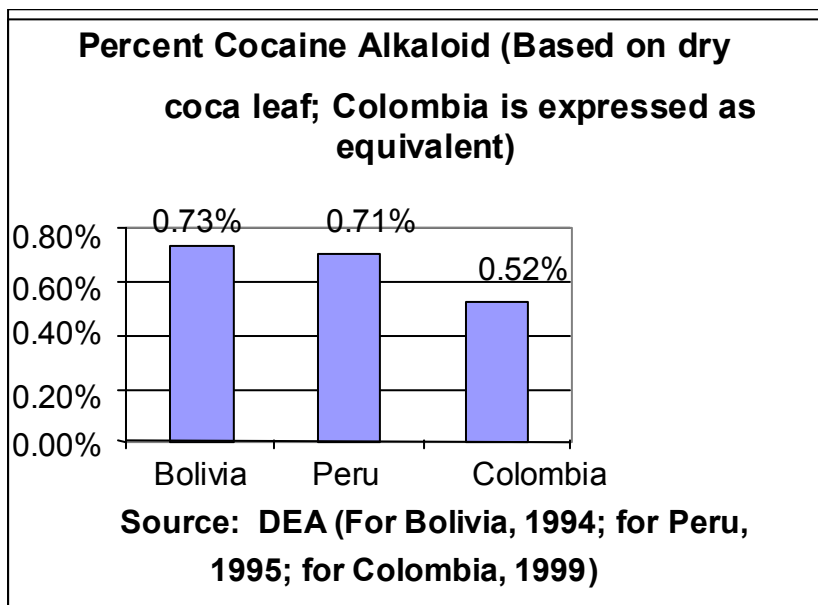 Percent Cocaine Alkaloid (Based on dry
coca leaf; Colombia is expressed as
equivalent)
0.73%
0.71%
0.52%
0.80%
0.60%
0.40%
0.20%
0.00%
Bolivia
Peru
Colombia
Source:  DEA (For Bolivia, 1994; for Peru,
1995; for Colombia, 1999)